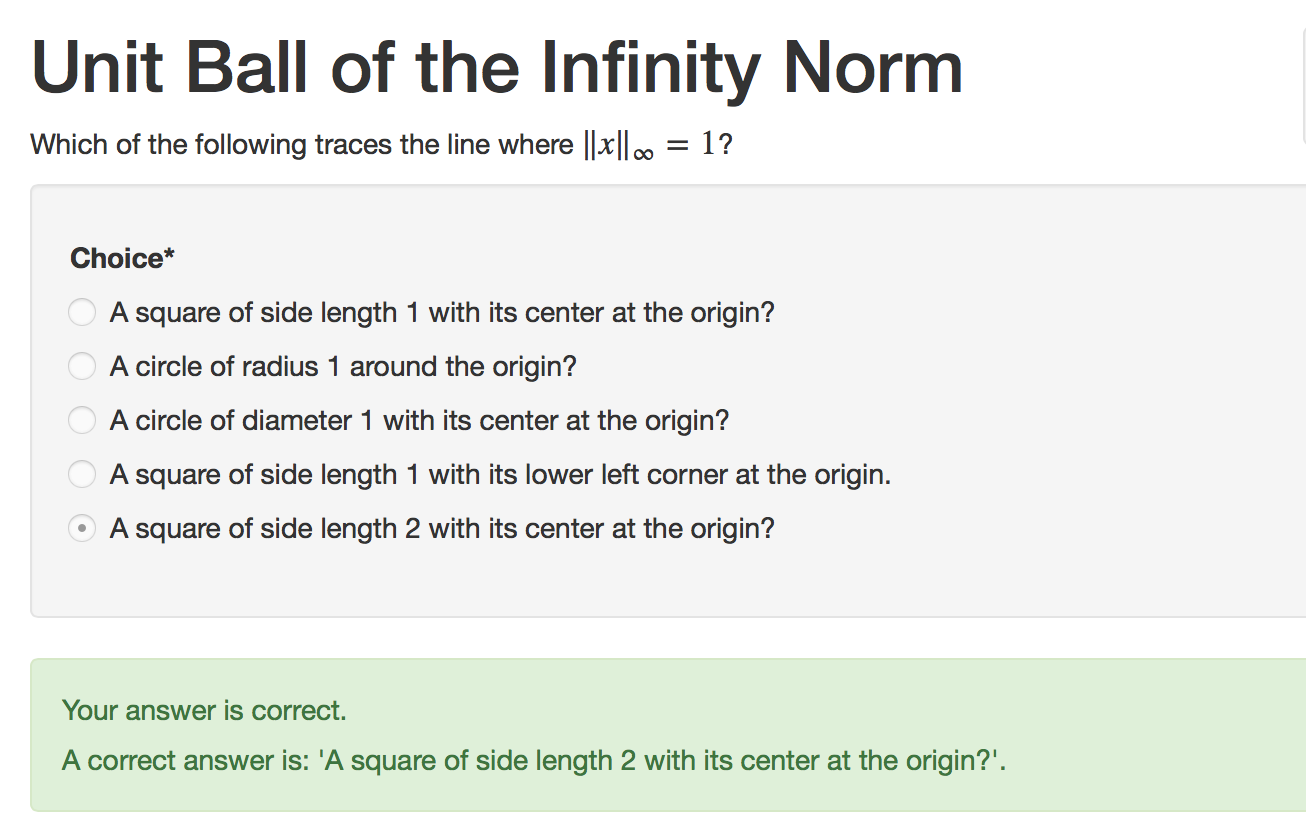 Unit Ball of the Infinity Norm
Which of the following traces the line where ‖x‖∞ = 1?
Choice*
A square of side length 1 with its center at the origin?
A circle of radius 1 around the origin?
A circle of diameter 1 with its center at the origin?
A square of side length 1 with its lower left corner at the origin.
A square of side length 2 with its center at the origin?
Your answer is correct.
A correct answer is: 'A square of side length 2 with its center at the origin?'.